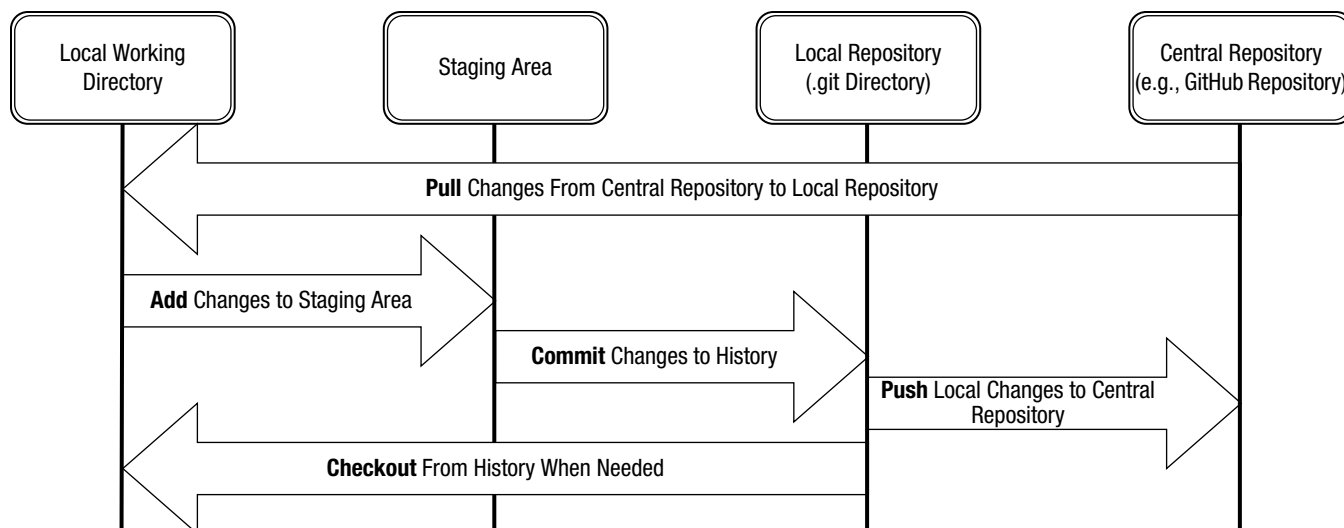 Local Working
Directory
Staging Area
Local Repository
(.git Directory)
Central Repository
(e.g., GitHub Repository)
Pull Changes From Central Repository to Local Repository
Add Changes to Staging Area
Commit Changes to History
Push Local Changes to Central
Repository
Checkout From History When Needed